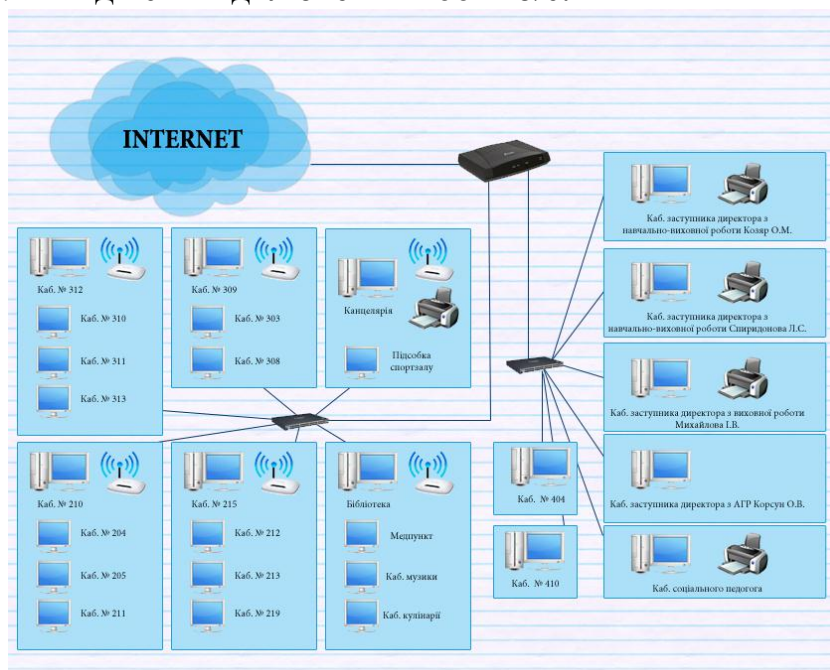 INTERNET
Каб. заступника директора з
навчально-виховної роботи Козяр О.М.
Каб. № 312
Каб. № 310
Каб. № 311
Каб. № 313
Каб. № 309
Каб. № 303
Каб. № 308
Канцелярія
Підсобка
спортзалу
Каб. заступника директора з
навчально-виховної роботи Спиридонова Л.С.
Каб. заступника директора з виховної роботи
Михайлова І.В.
Каб. № 210
Каб. № 204
Каб. № 205
Каб. № 211
Каб. № 215
Каб. № 212
Каб. № 213
Каб. № 219
Бібліотека
Медпункт
Каб. музики
Каб. кулінарії
Каб. № 404
Каб. № 410
Каб. заступника директора з АГР Корсун О.В.
Каб. соціального педогога